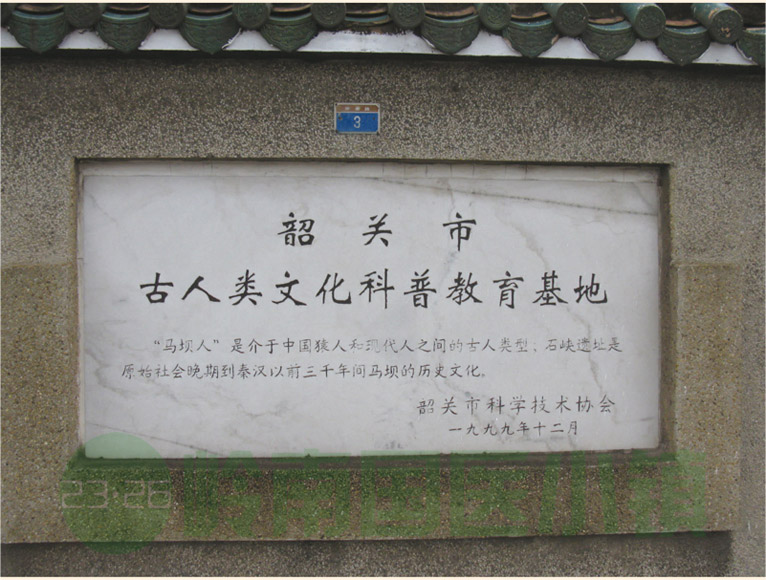 3
韶关市
古人类文化科普教育基地
“马坝人”是介于中国猿人和现代人之间的古人类型、石峡遗址是
原始社会晚期到秦汉以前三千年间马坝的历史文化。
韶关市科学技术协会
一九九九年十二月
23:26